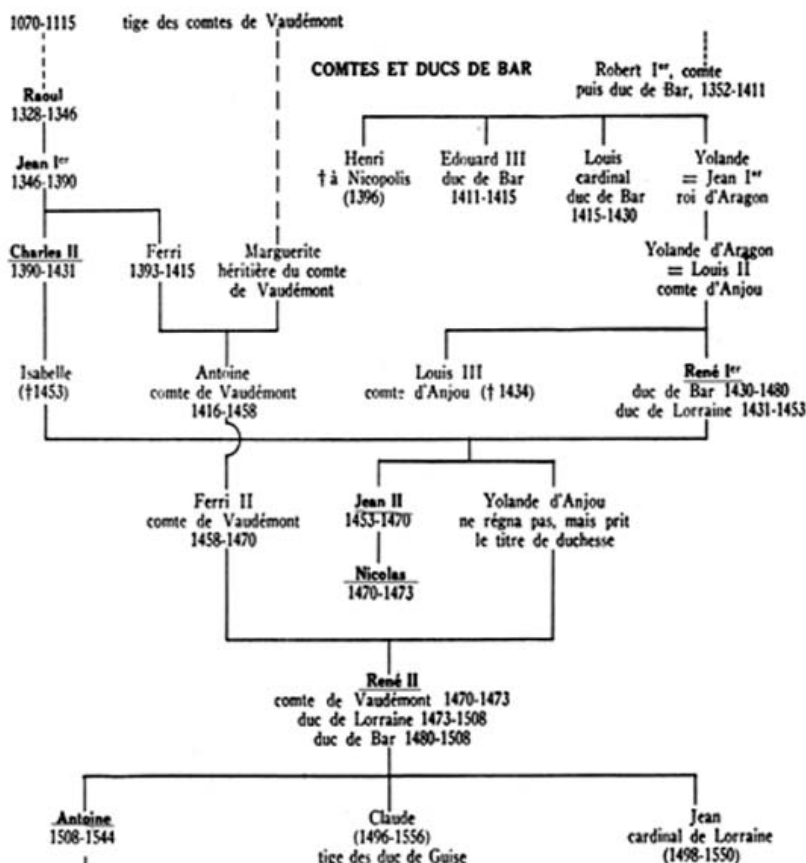 1070-1115
tige des comtes de Vaudémont
COMTES ET DUCS DE BAR
Robert Iᵉʳ, comte
puis duc de Bar, 1352-1411
Raoul
1328-1346
Jean Iᵉʳ
1346-1390
Henri
† à Nicopolis
(1396)
Edouard III
duc de Bar
1411-1415
Louis
cardinal
duc de Bar
1415-1430
Yolande
= Jean Iᵉʳ
roi d'Aragon
Charles II
1390-1431
Ferri
1393-1415
Marguerite
héritière du comte
de Vaudémont
Yolande d'Aragon
= Louis II
comte d'Anjou
Isabelle
(†1453)
Antoine
comte de Vaudémont
1416-1458
Louis III
comte d'Anjou († 1434)
René Iᵉʳ
duc de Bar 1430-1480
duc de Lorraine 1431-1453
Ferri II
comte de Vaudémont
1458-1470
Jean II
1453-1470
Yolande d'Anjou
ne régna pas, mais prit
le titre de duchesse
Nicolas
1470-1473
René II
comte de Vaudémont 1470-1473
duc de Lorraine 1473-1508
duc de Bar 1480-1508
Antoine
1508-1544
Claude
(1496-1556)
tige des duc de Guise
Jean
cardinal de Lorraine
(1498-1550)